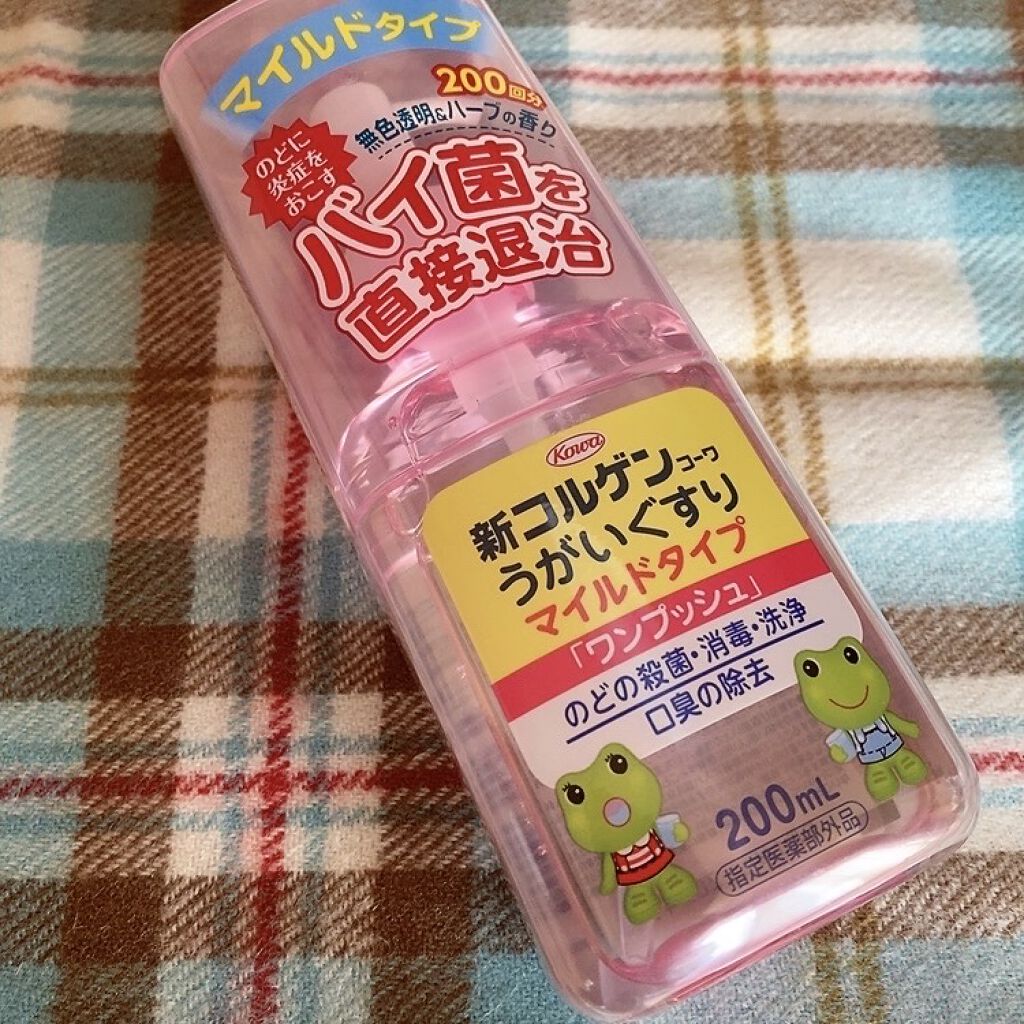 マイルドタイプ
200回分
無色透明&ハーブの香り
のどに
炎症を
おこす
バイ菌を
直接退治
Kowa
新コルゲンコーワ
うがいぐすり
マイルドタイプ
「ワンプッシュ」
のどの殺菌・消毒・洗浄
口臭の除去
200mL
指定医薬部外品